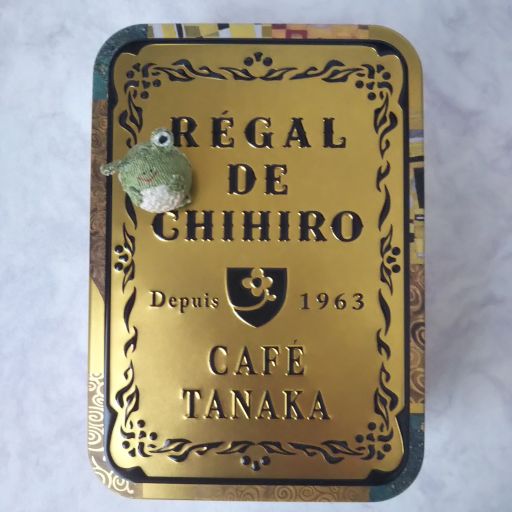 RÉGAL
DE
CHIHIRO
Depuis 1963
CAFÉ
TANAKA